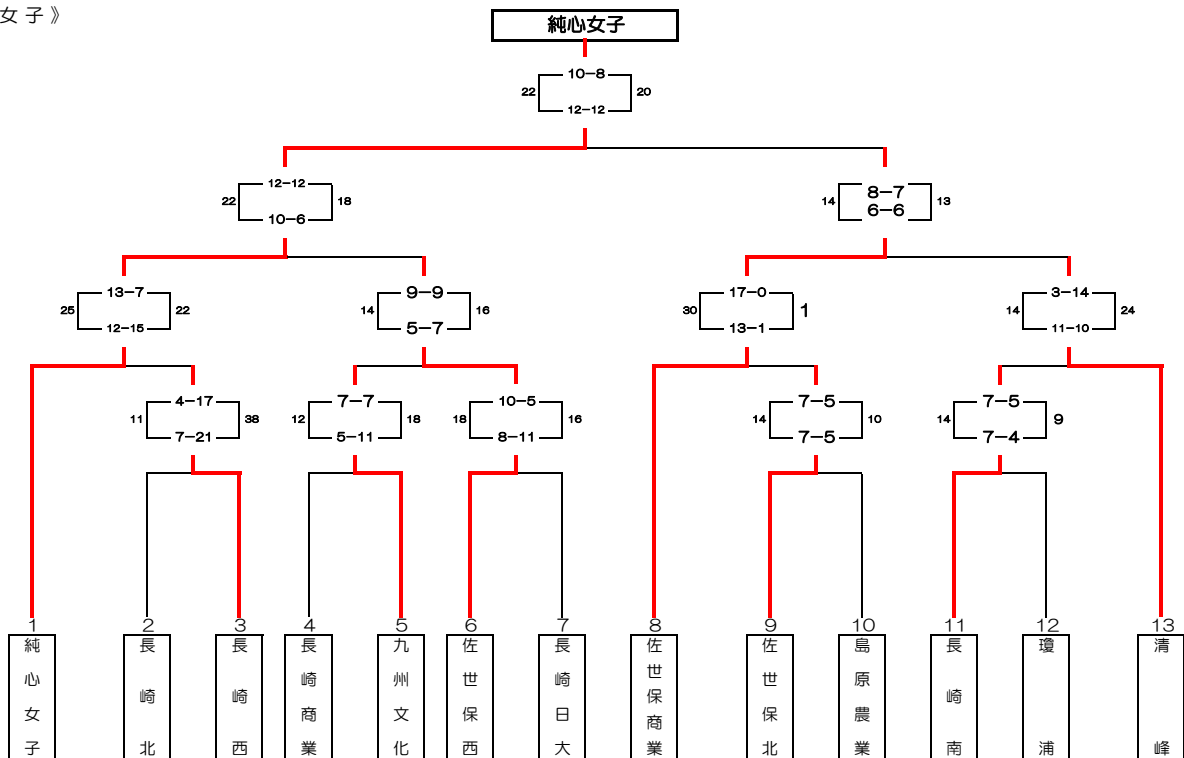 女子》
純心女子
10-8
22 20
12-12
12-12
22 18
10-6
8-7
14 13
6-6
13-7
25 22
12-15
9-9
14 16
5-7
17-0
30 1
13-1
3-14
14 24
11-10
4-17
11 38
7-21
7-7
12 18
5-11
10-5
18 16
8-11
7-5
14 10
7-5
7-5
14 9
7-4
1 2 3 4 5 6 7 8 9 10 11 12 13
純心女子
長崎北
長崎西
長崎商業
九州文化
佐世保西
長崎日大
佐世保商業
佐世保北
島原農業
長崎南
瓊浦
清峰